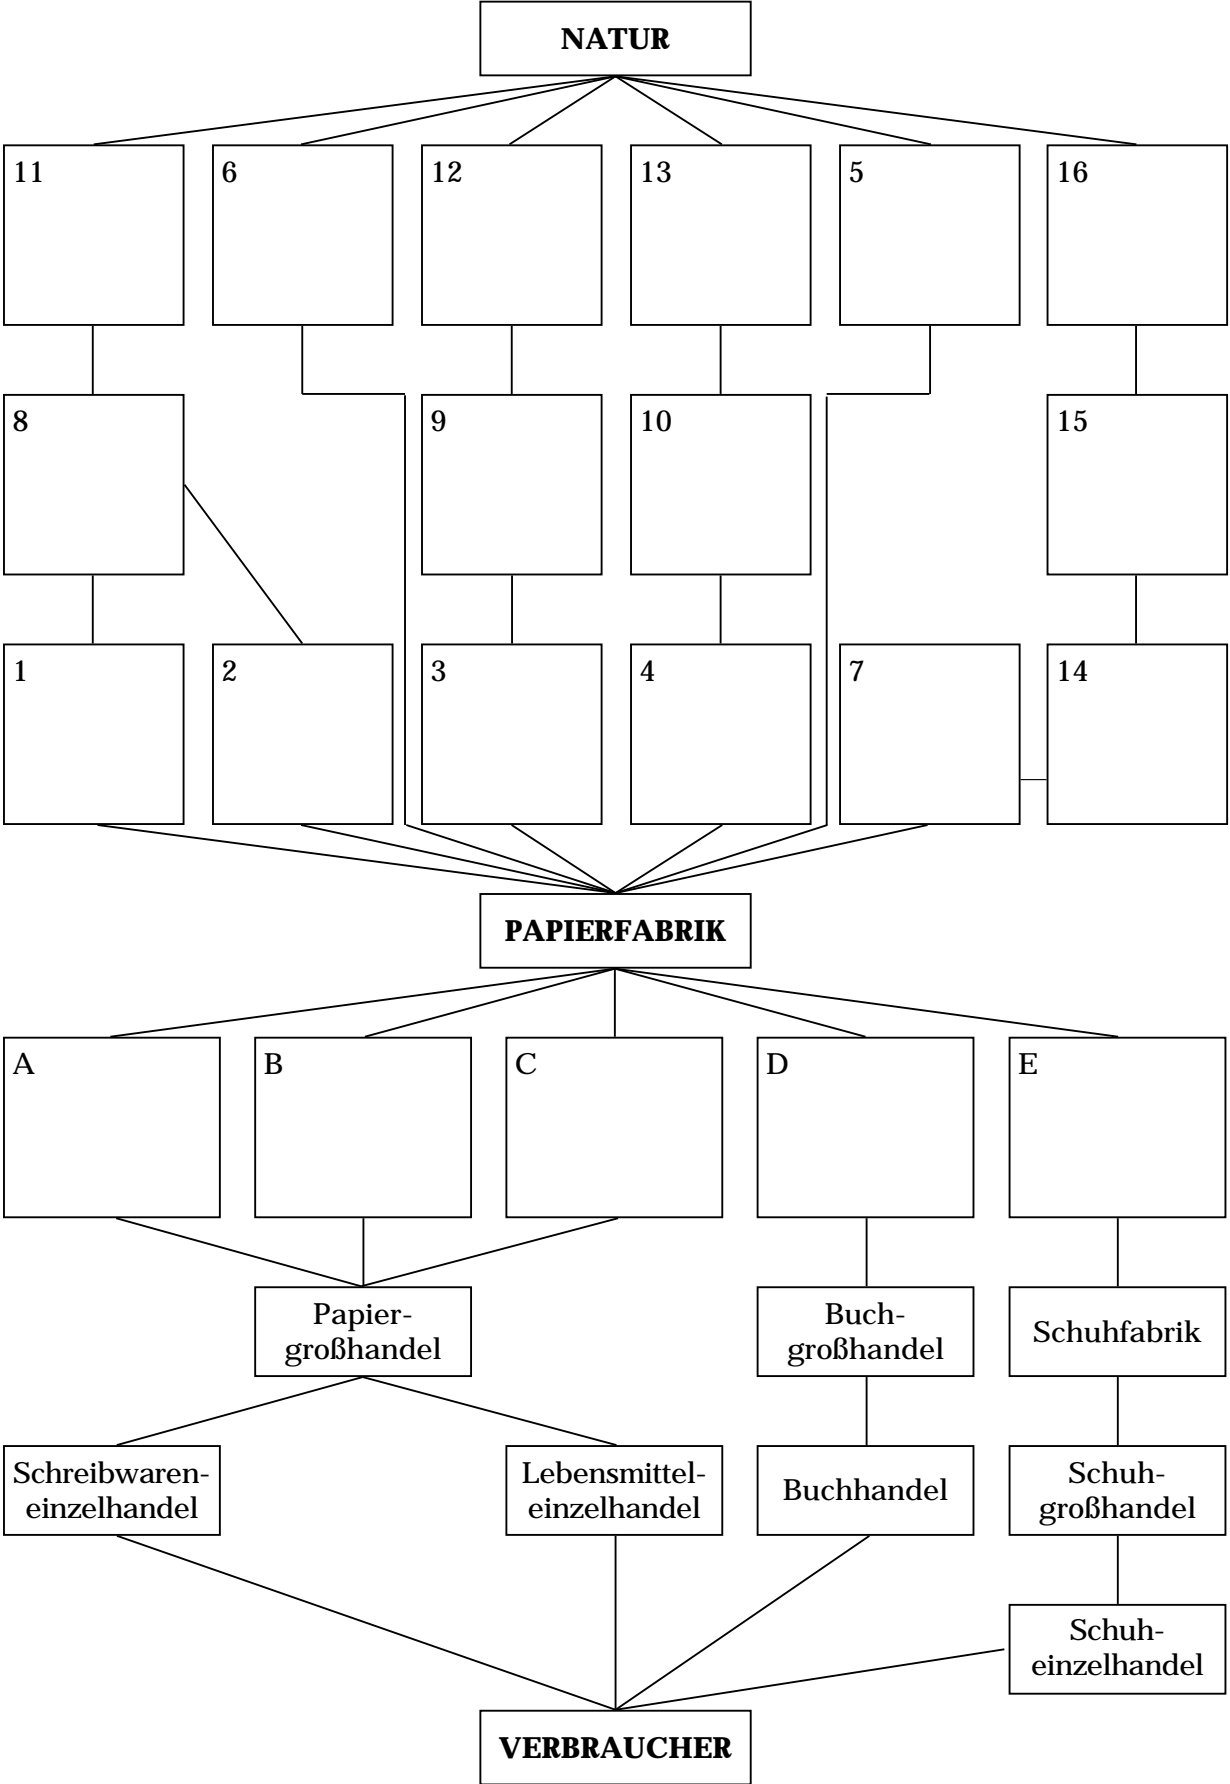 NATUR
11 6 12 13 5 16
8 9 10 15
1 2 3 4 7 14
PAPIERFABRIK
A B C D E
Papier-
großhandel
Buch-
großhandel
Schuhfabrik
Schreibwaren-
einzelhandel
Lebensmittel-
einzelhandel
Buchhandel
Schuh-
großhandel
Schuh-
einzelhandel
VERBRAUCHER